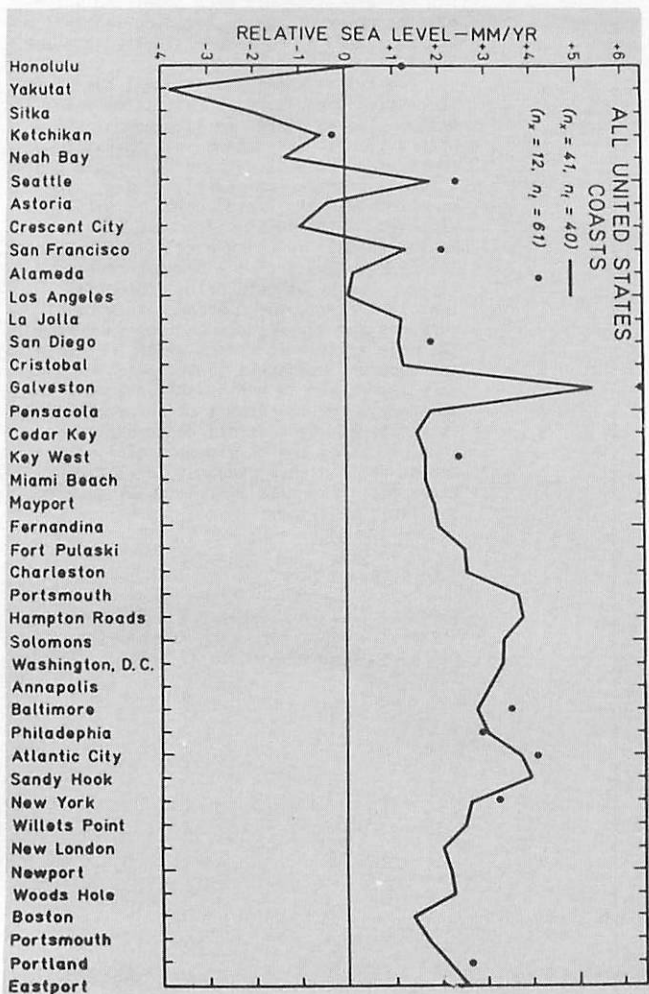 RELATIVE SEA LEVEL—MM/YR
-4
-3
-2
-1
0
+1
+2
+3
+4
+5
+6
ALL UNITED STATES
COASTS
(n_x = 41, n_t = 40) —
(n_x = 12, n_t = 61) •
Honolulu
Yakutat
Sitka
Ketchikan
Neah Bay
Seattle
Astoria
Crescent City
San Francisco
Alameda
Los Angeles
La Jolla
San Diego
Cristobal
Galveston
Pensacola
Cedar Key
Key West
Miami Beach
Mayport
Fernandina
Fort Pulaski
Charleston
Portsmouth
Hampton Roads
Solomons
Washington, D.C.
Annapolis
Baltimore
Philadephia
Atlantic City
Sandy Hook
New York
Willets Point
New London
Newport
Woods Hole
Boston
Portsmouth
Portland
Eastport